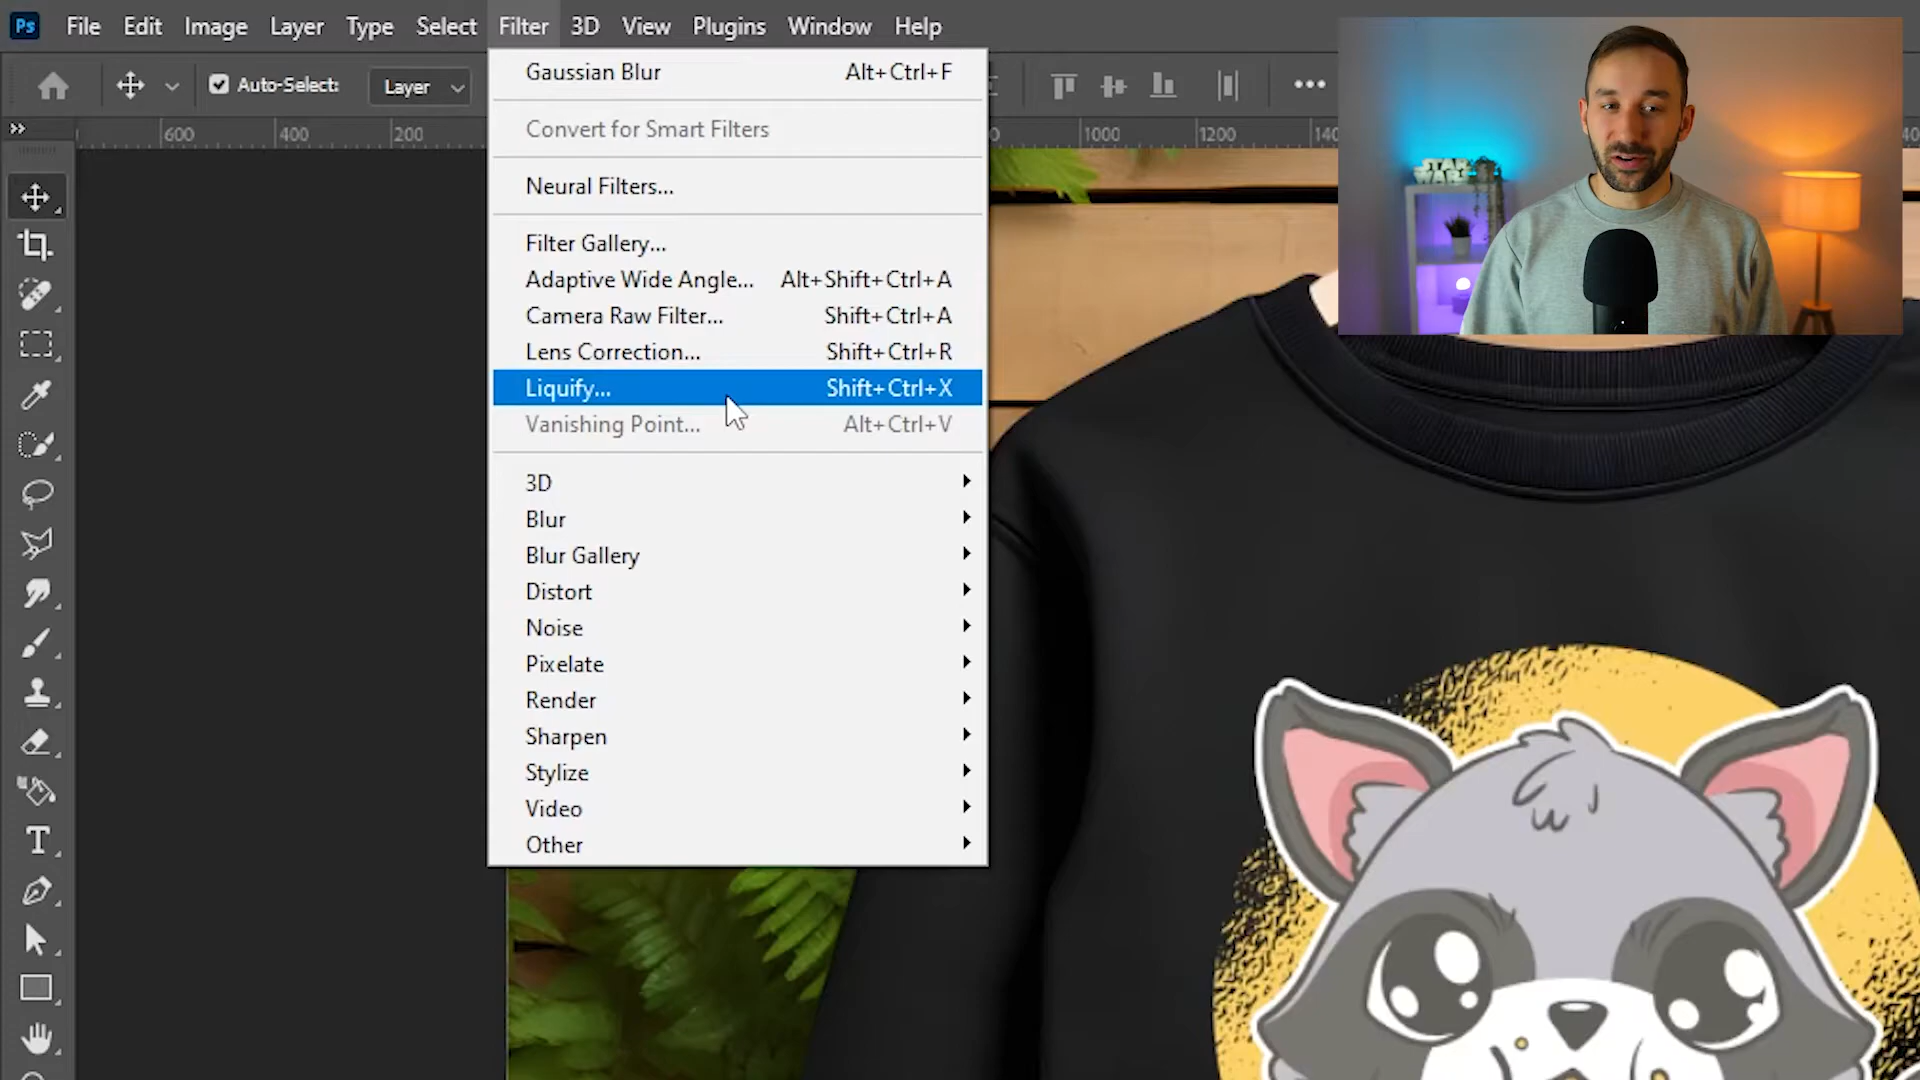 Ps File Edit Image Layer Type Select Filter 3D View Plugins Window Help
Auto-Select: Layer
600 400 200 1000 1200
Gaussian Blur Alt+Ctrl+F
Convert for Smart Filters
Neural Filters...
Filter Gallery...
Adaptive Wide Angle... Alt+Shift+Ctrl+A
Camera Raw Filter... Shift+Ctrl+A
Lens Correction... Shift+Ctrl+R
Liquify... Shift+Ctrl+X
Vanishing Point... Alt+Ctrl+V
3D
Blur
Blur Gallery
Distort
Noise
Pixelate
Render
Sharpen
Stylize
Video
Other
STAR
WARS